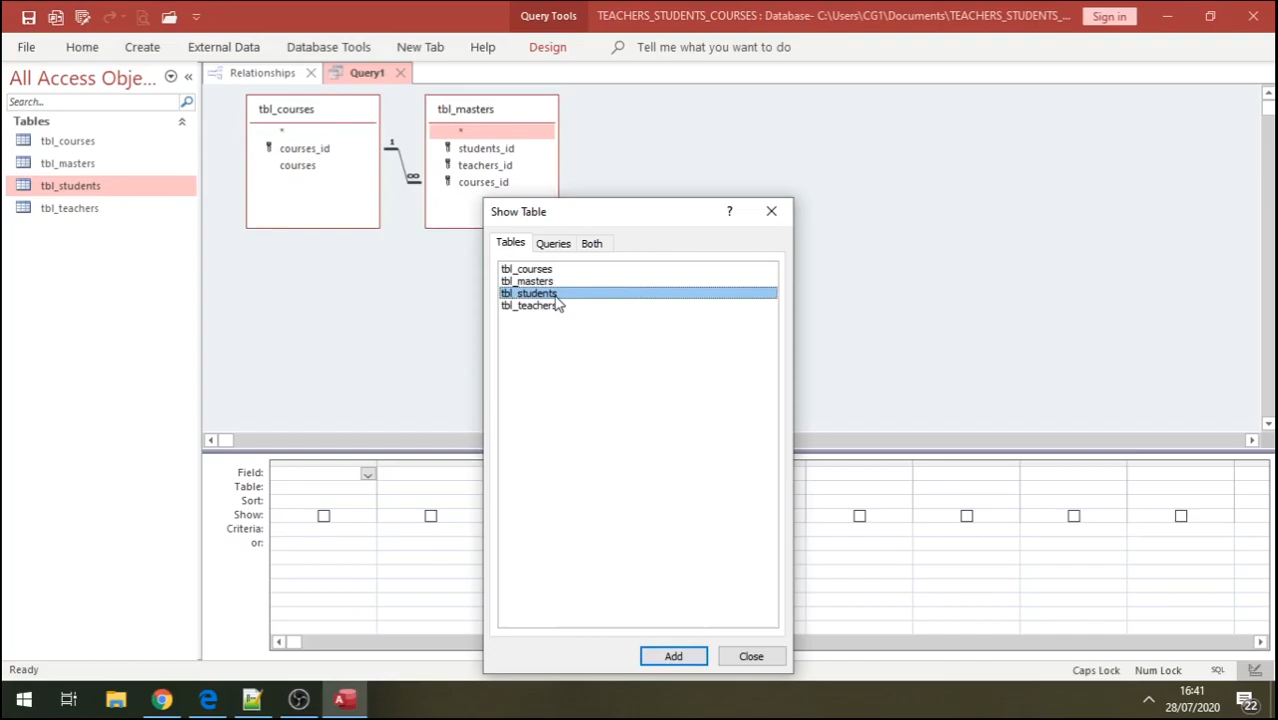 Query Tools
TEACHERS_STUDENTS_COURSES : Database- C:\Users\CG1\Documents\TEACHERS_STUDENTS_...
Sign in
File Home Create External Data Database Tools New Tab Help Design Tell me what you want to do
All Access Obje...
Relationships
Query1
Search...
Tables
tbl_courses
tbl_masters
tbl_students
tbl_teachers
tbl_courses
*
courses_id
courses
1
∞
tbl_masters
*
students_id
teachers_id
courses_id
Show Table
?
Tables Queries Both
tbl_courses
tbl_masters
tbl_students
tbl_teachers
Add
Close
Field:
Table:
Sort:
Show:
Criteria:
or:
Ready
Caps Lock Num Lock SQL
16:41
28/07/2020
22